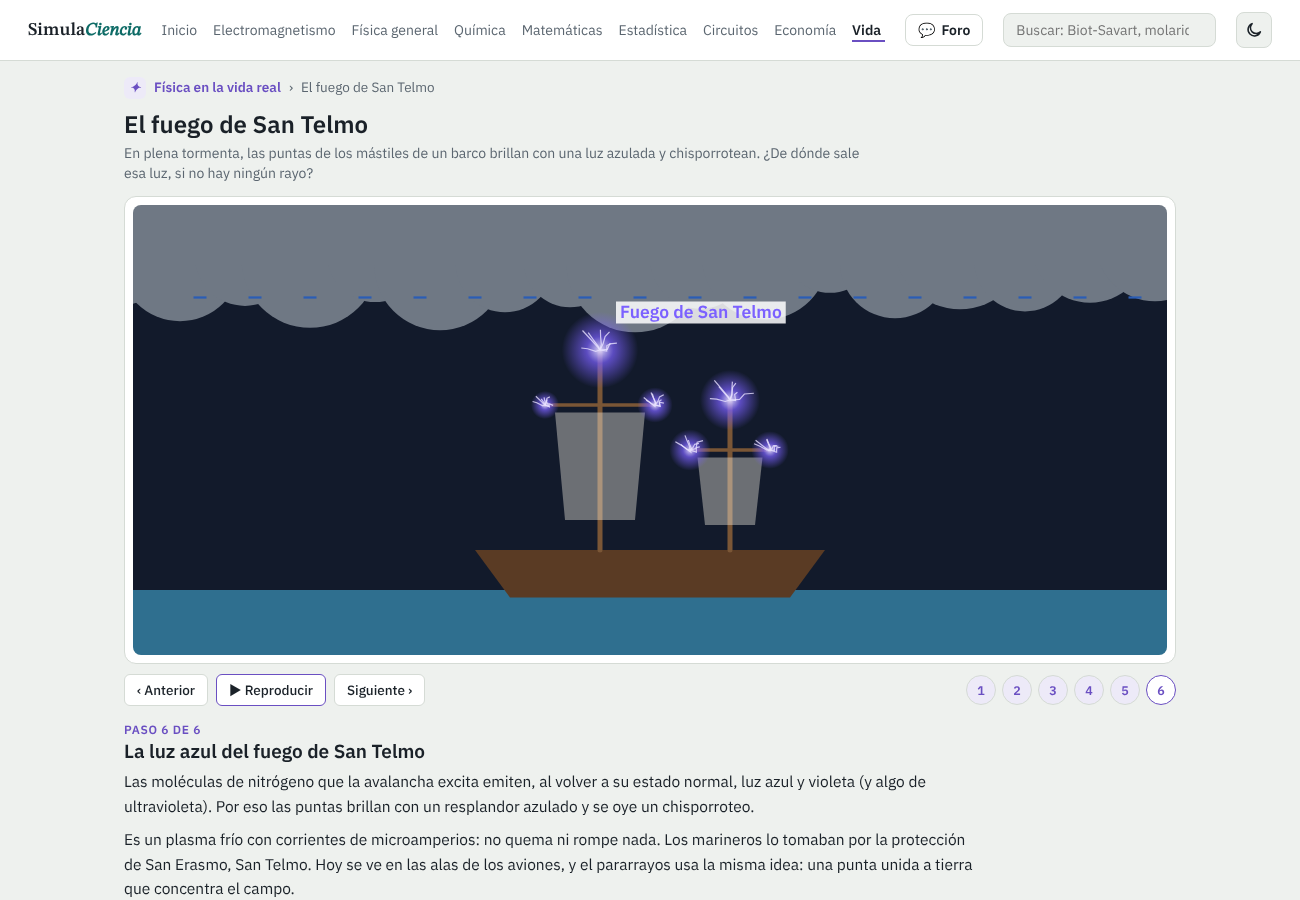 SimulaCiencia Inicio Electromagnetismo Física general Química Matemáticas Estadística Circuitos Economía Vida 💬 Foro Buscar: Biot-Savart, molaric
✦ Física en la vida real › El fuego de San Telmo
El fuego de San Telmo
En plena tormenta, las puntas de los mástiles de un barco brillan con una luz azulada y chisporrotean. ¿De dónde sale
esa luz, si no hay ningún rayo?
Fuego de San Telmo
‹ Anterior ▶ Reproducir Siguiente › 1 2 3 4 5 6
PASO 6 DE 6
La luz azul del fuego de San Telmo
Las moléculas de nitrógeno que la avalancha excita emiten, al volver a su estado normal, luz azul y violeta (y algo de
ultravioleta). Por eso las puntas brillan con un resplandor azulado y se oye un chisporroteo.
Es un plasma frío con corrientes de microamperios: no quema ni rompe nada. Los marineros lo tomaban por la protección
de San Erasmo, San Telmo. Hoy se ve en las alas de los aviones, y el pararrayos usa la misma idea: una punta unida a tierra
que concentra el campo.